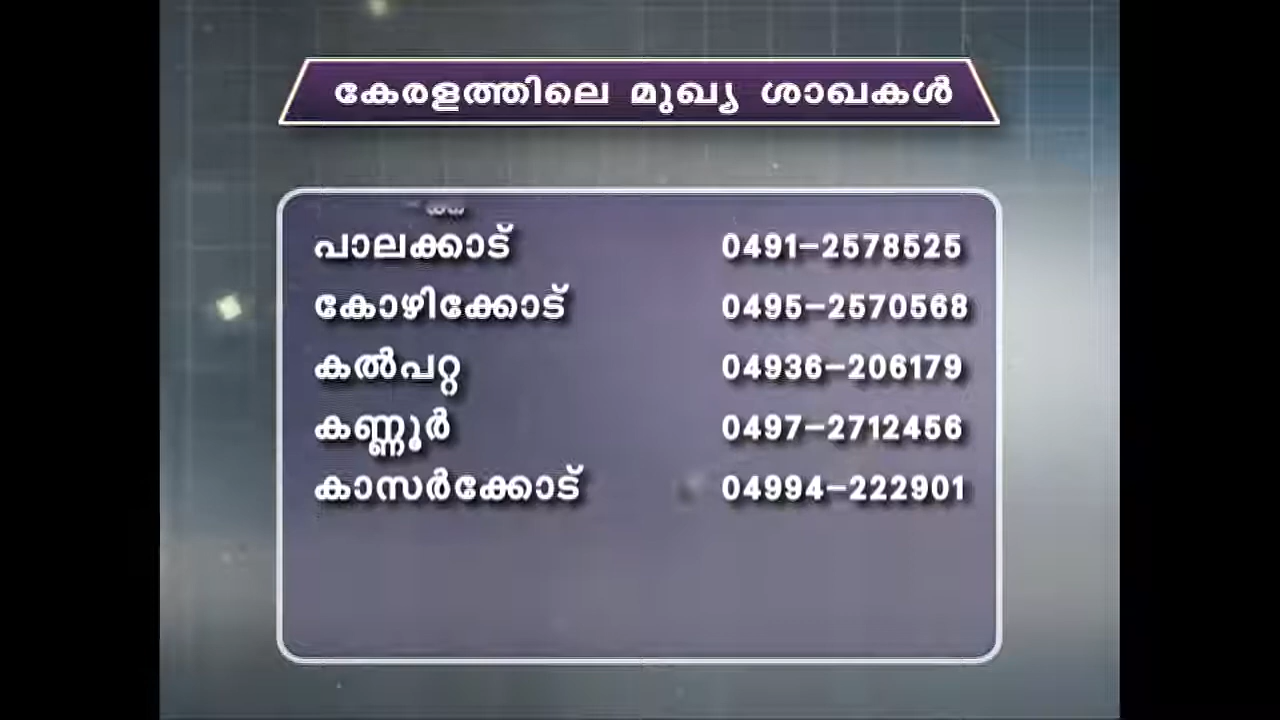 കേരളത്തിലെ മുഖ്യ ശാഖകൾ
പാലക്കാട് 0491-2578525
കോഴിക്കോട് 0495-2570568
കൽപറ്റ 04936-206179
കണ്ണൂർ 0497-2712456
കാസർക്കോട് 04994-222901